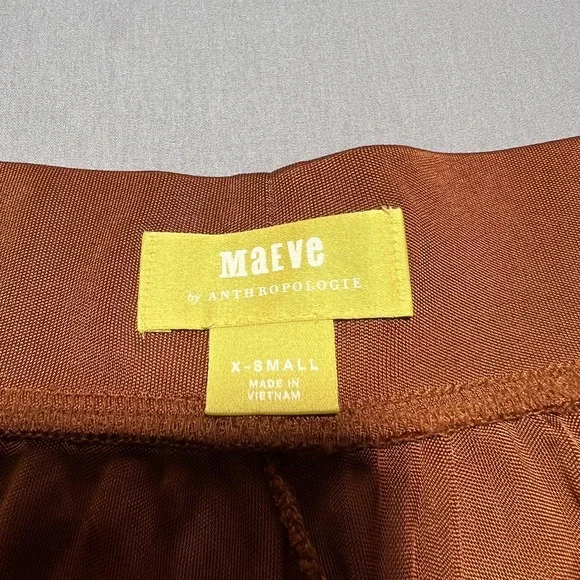 MaEVe
by ANTHROPOLOGIE
X-SMALL
MADE IN
VIETNAM